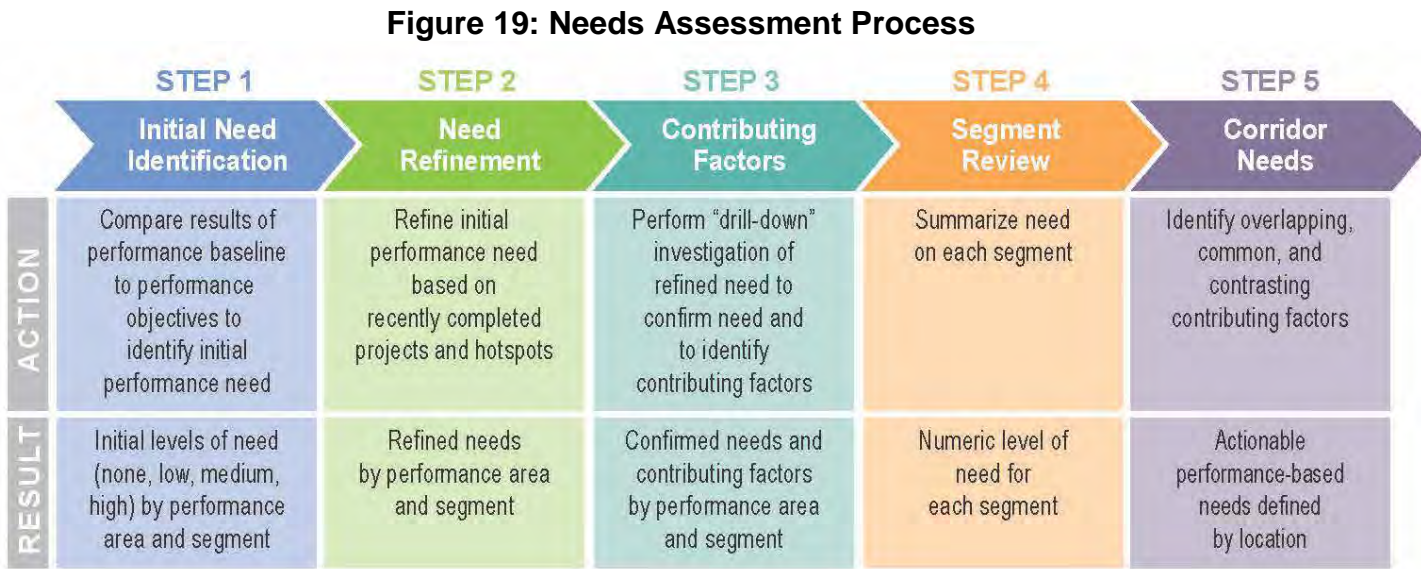 Figure 19: Needs Assessment Process
STEP 1
STEP 2
STEP 3
STEP 4
STEP 5
Initial Need
Identification
Need
Refinement
Contributing
Factors
Segment
Review
Corridor
Needs
ACTION
Compare results of
performance baseline
to performance
objectives to
identify initial
performance need
Refine initial
performance need
based on
recently completed
projects and hotspots
Perform “drill-down”
investigation of
refined need to
confirm need and
to identify
contributing factors
Summarize need
on each segment
Identify overlapping,
common, and
contrasting
contributing factors
RESULT
Initial levels of need
(none, low, medium,
high) by performance
area and segment
Refined needs
by performance area
and segment
Confirmed needs and
contributing factors
by performance area
and segment
Numeric level of
need for
each segment
Actionable
performance-based
needs defined
by location